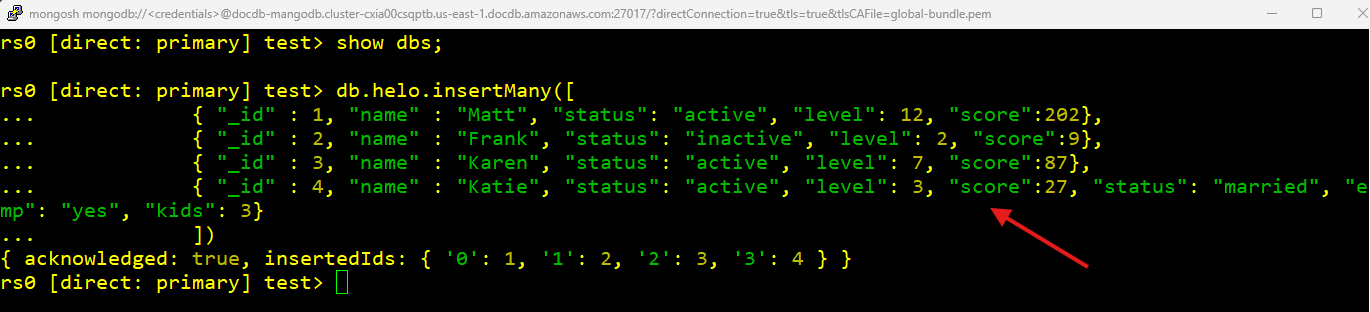 mongosh mongodb://<credentials>@docdb-mangodb.cluster-cxia00csqptb.us-east-1.docdb.amazonaws.com:27017/?directConnection=true&tls=true&tlsCAFile=global-bundle.pem
rs0 [direct: primary] test> show dbs;
rs0 [direct: primary] test> db.helo.insertMany([
... { "_id" : 1, "name" : "Matt", "status": "active", "level": 12, "score":202},
... { "_id" : 2, "name" : "Frank", "status": "inactive", "level": 2, "score":9},
... { "_id" : 3, "name" : "Karen", "status": "active", "level": 7, "score":87},
... { "_id" : 4, "name" : "Katie", "status": "active", "level": 3, "score":27, "status": "married", "e
mp": "yes", "kids": 3}
... ])
{ acknowledged: true, insertedIds: { '0': 1, '1': 2, '2': 3, '3': 4 } }
rs0 [direct: primary] test>